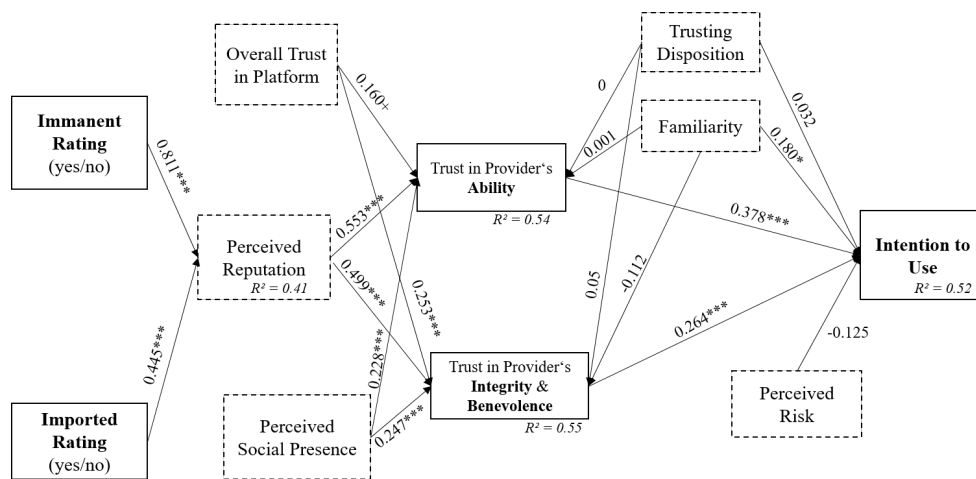 Overall Trust
in Platform
Trusting
Disposition
Familiarity
Immanent
Rating
(yes/no)
Imported
Rating
(yes/no)
Perceived
Reputation
R² = 0.41
Perceived
Social Presence
Trust in Provider‘s
Ability
R² = 0.54
Trust in Provider's
Integrity &
Benevolence
R² = 0.55
Intention to
Use
R² = 0.52
Perceived
Risk
0.811***
0.445***
0.160+
0.553***
0.499***
0.253***
0.228***
0.247***
0
0.001
0.05
-0.112
0.032
0.180*
0.378***
0.264***
-0.125